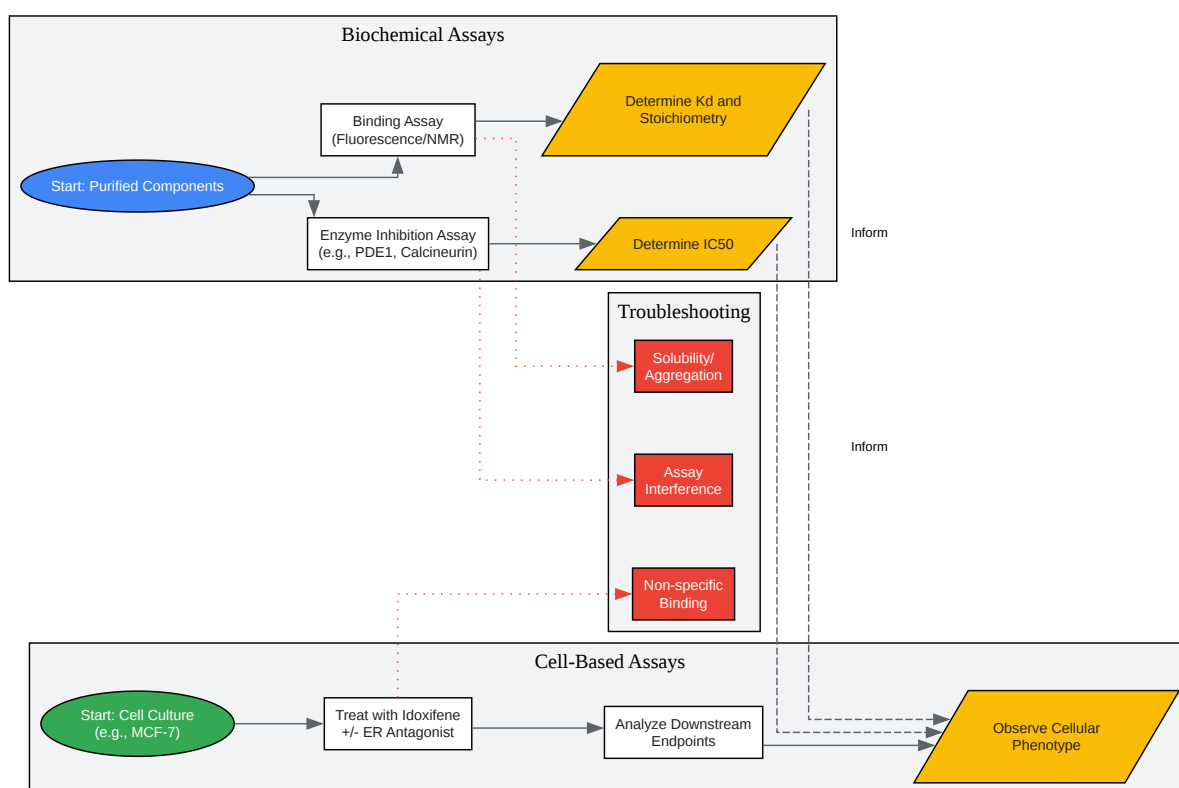 Biochemical Assays
Determine Kd and
Stoichiometry
Binding Assay
(Fluorescence/NMR)
Start: Purified Components
Enzyme Inhibition Assay
(e.g., PDE1, Calcineurin)
Determine IC50
Inform
Troubleshooting
Solubility/
Aggregation
Inform
Assay
Interference
Non-specific
Binding
Cell-Based Assays
Start: Cell Culture
(e.g., MCF-7)
Treat with Idoxifene
+/- ER Antagonist
Analyze Downstream
Endpoints
Observe Cellular
Phenotype